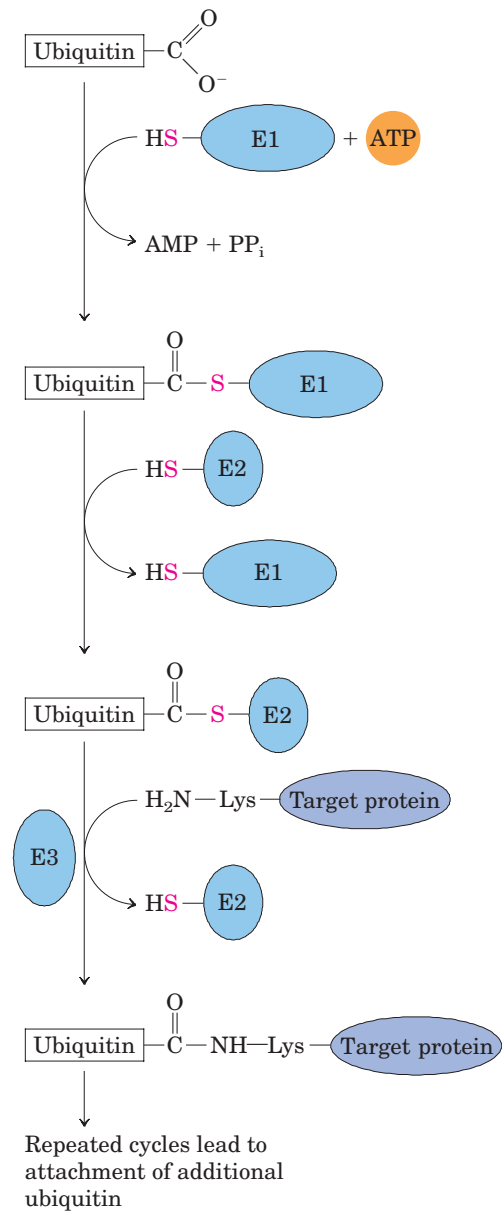 O
Ubiquitin C
O⁻
HS E1 + ATP
AMP + PPᵢ
O
Ubiquitin C S E1
HS E2
HS E1
O
Ubiquitin C S E2
H₂N Lys Target protein
E3
HS E2
O
Ubiquitin C NH Lys Target protein
Repeated cycles lead to
attachment of additional
ubiquitin